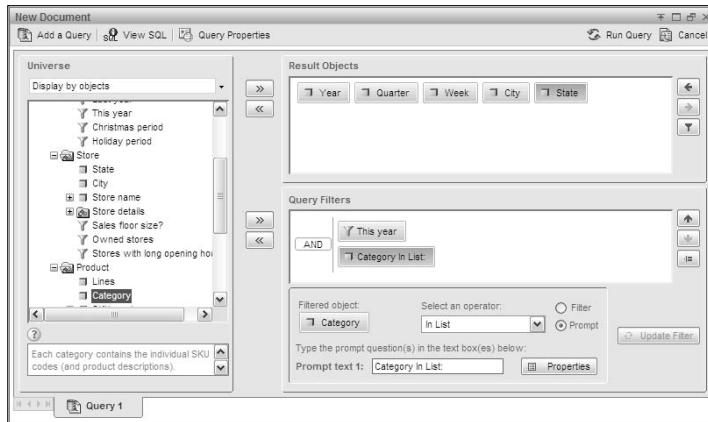 New Document
Add a Query View SQL Query Properties Run Query Cancel
Universe
Display by objects
Last year
This year
Christmas period
Holiday period
Store
State
City
Store name
Store details
Sales floor size?
Owned stores
Stores with long opening hou
Product
Lines
Category
Each category contains the individual SKU
codes (and product descriptions).
Result Objects
Year Quarter Week City State
Query Filters
AND
This year
Category In List:
Filtered object: Select an operator: Filter
Category In List Prompt
Update Filter
Type the prompt question(s) in the text box(es) below:
Prompt text 1: Category In List: Properties
Query 1